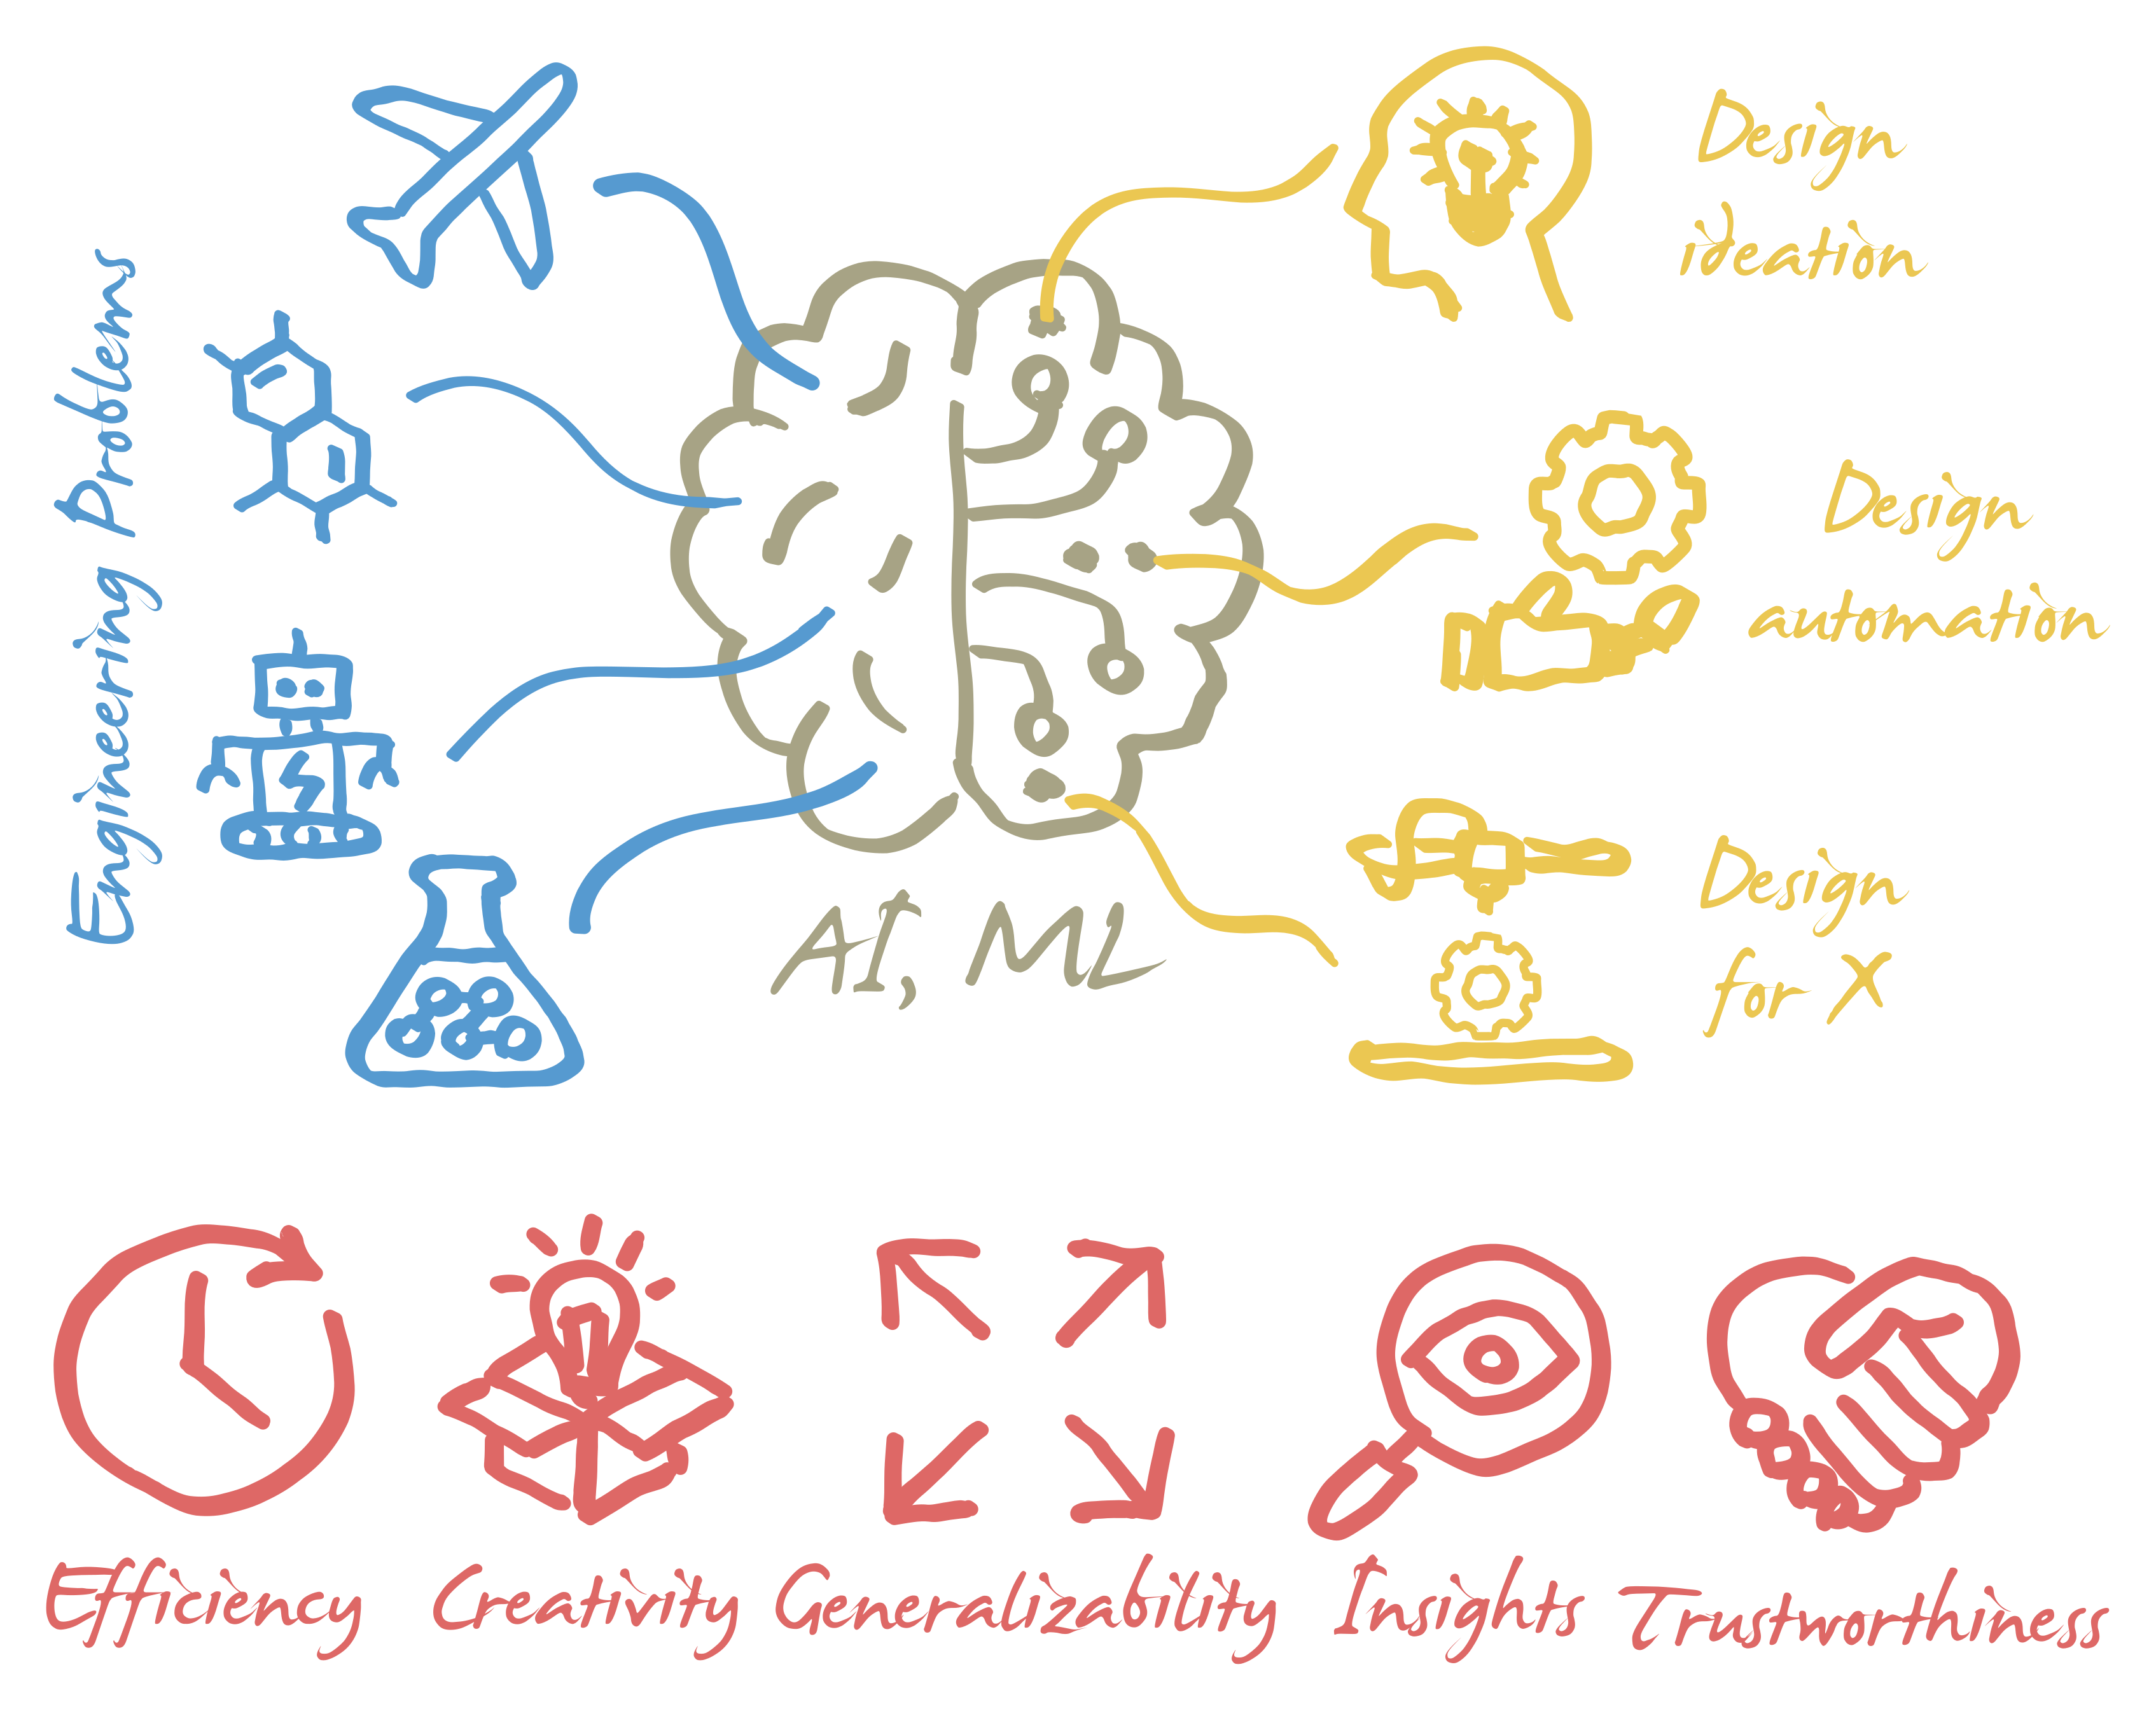 Engineering Problems
Design
ideation
Design
automation
Design
for X
AI, ML
Efficiency
Creativity
Generalizability
Insights
Trustworthiness